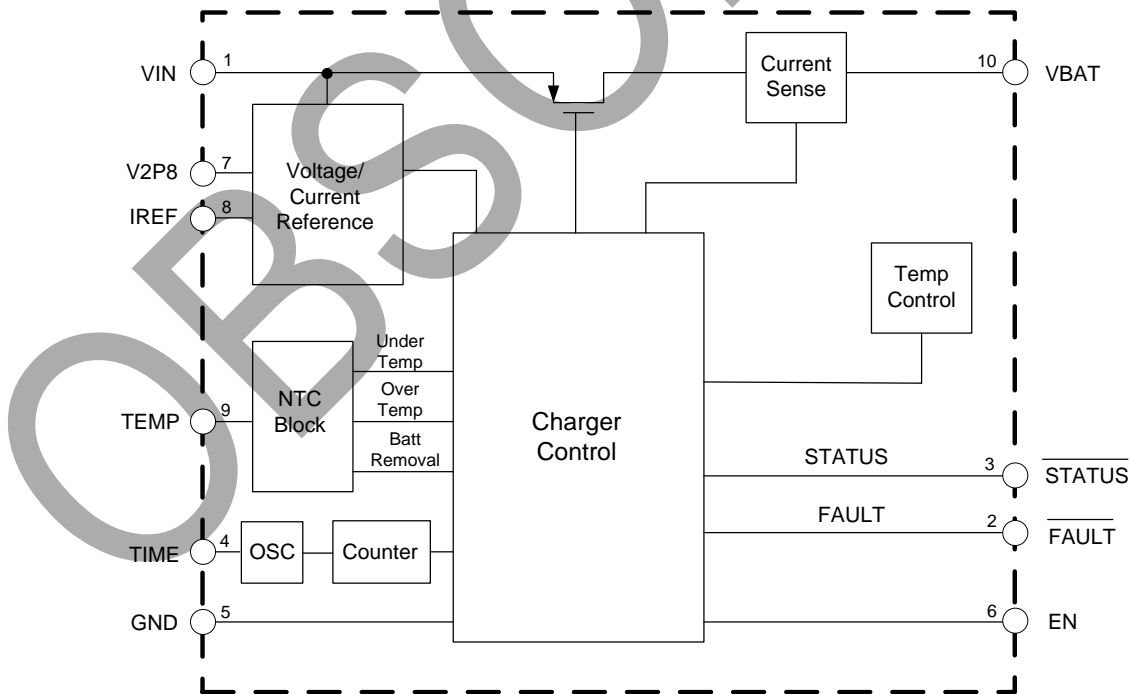 OBSO
VIN
1
10
VBAT
Current
Sense
V2P8
7
IREF
8
Voltage/
Current
Reference
Temp
Control
TEMP
9
NTC
Block
Under
Temp
Over
Temp
Batt
Removal
Charger
Control
STATUS
3
STATUS
FAULT
2
FAULT
TIME
4
OSC
Counter
GND
5
6
EN